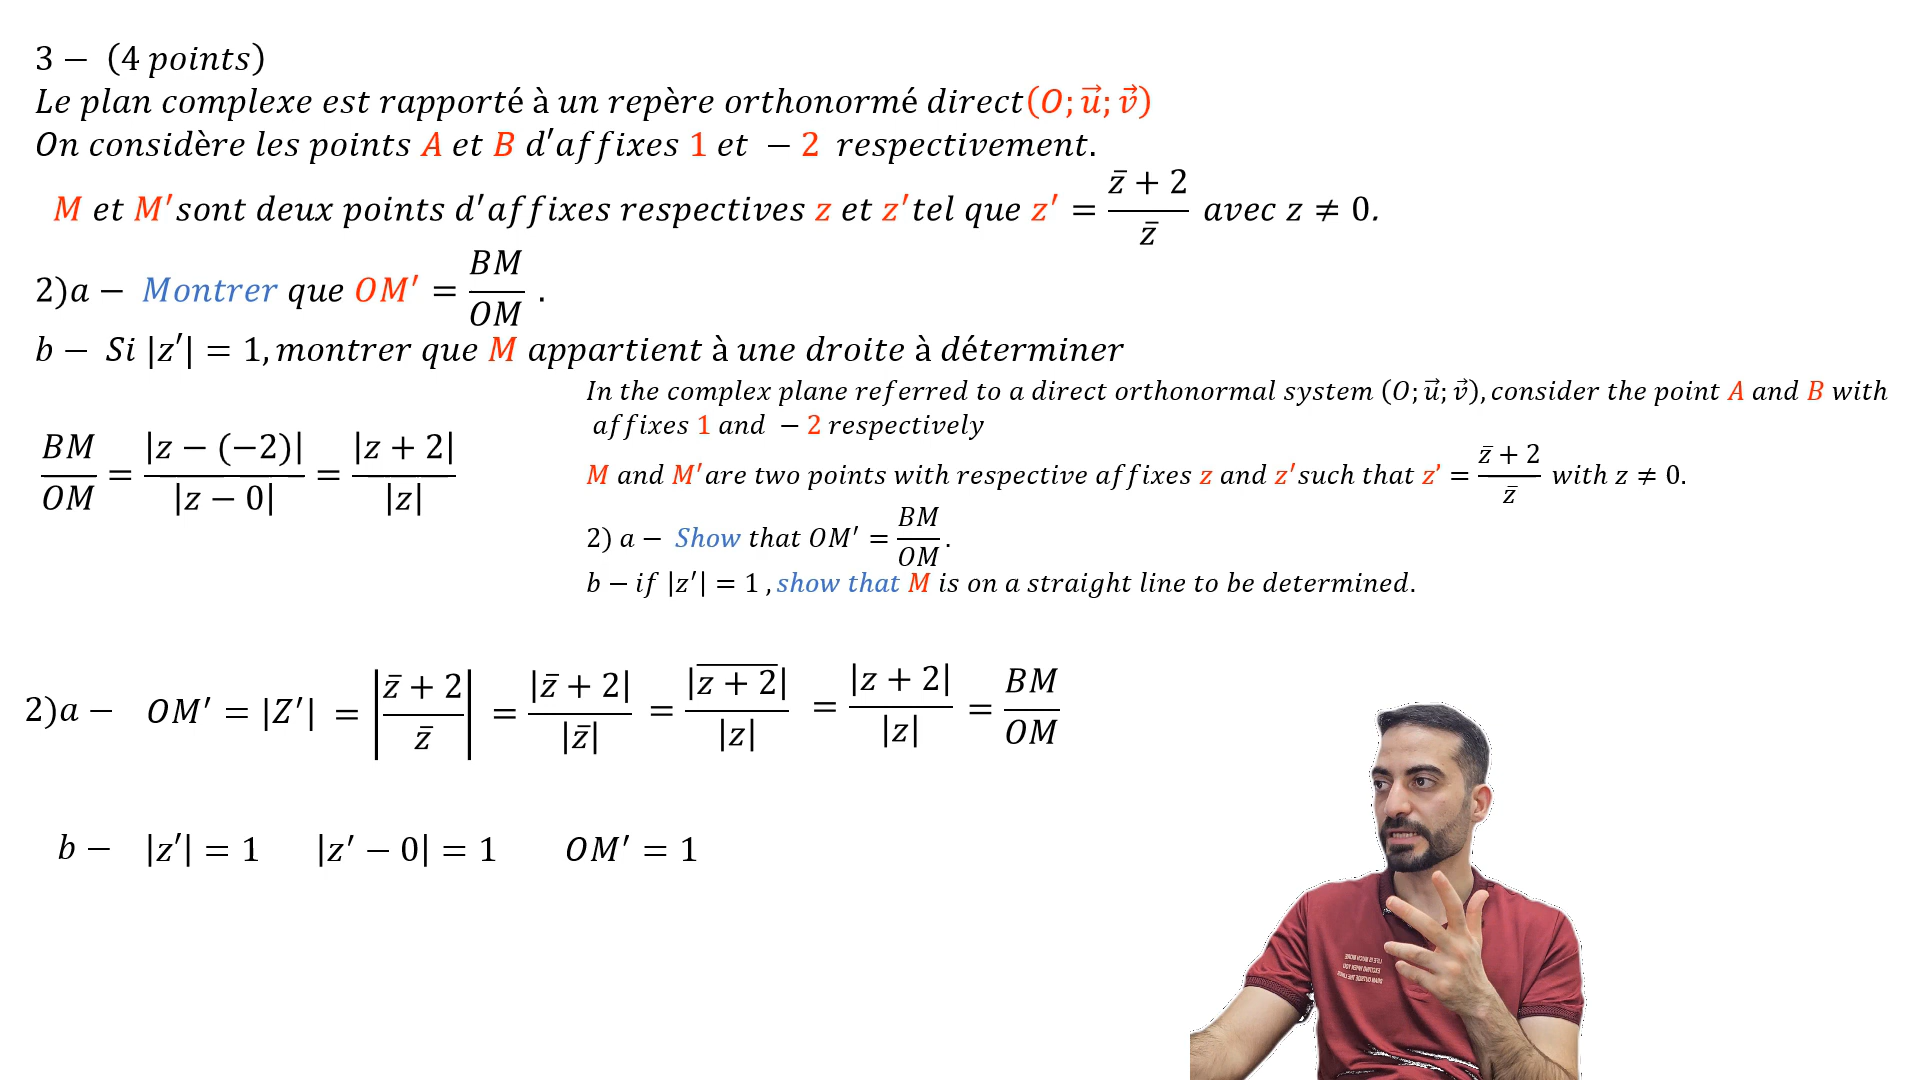 3 − (4 points)
Le plan complexe est rapporté à un repère orthonormé direct(O; u⃗; v⃗)
On considère les points A et B d'affixes 1 et − 2 respectivement.
M et M′sont deux points d'affixes respectives z et z′tel que z′ = (z̄ + 2)/z̄ avec z ≠ 0.
2)a − Montrer que OM′ = BM/OM .
b − Si |z′| = 1, montrer que M appartient à une droite à déterminer
In the complex plane referred to a direct orthonormal system (O; u⃗; v⃗), consider the point A and B with
affixes 1 and − 2 respectively
BM/OM = |z − (−2)|/|z − 0| = |z + 2|/|z|
M and M′are two points with respective affixes z and z′such that z' = (z̄ + 2)/z̄ with z ≠ 0.
2) a − Show that OM′ = BM/OM.
b − if |z′| = 1 , show that M is on a straight line to be determined.
2)a − OM′ = |Z′| = |(z̄ + 2)/z̄| = |z̄ + 2|/|z̄| = |z + 2‾|/|z| = |z + 2|/|z| = BM/OM
b − |z′| = 1 |z′ − 0| = 1 OM′ = 1